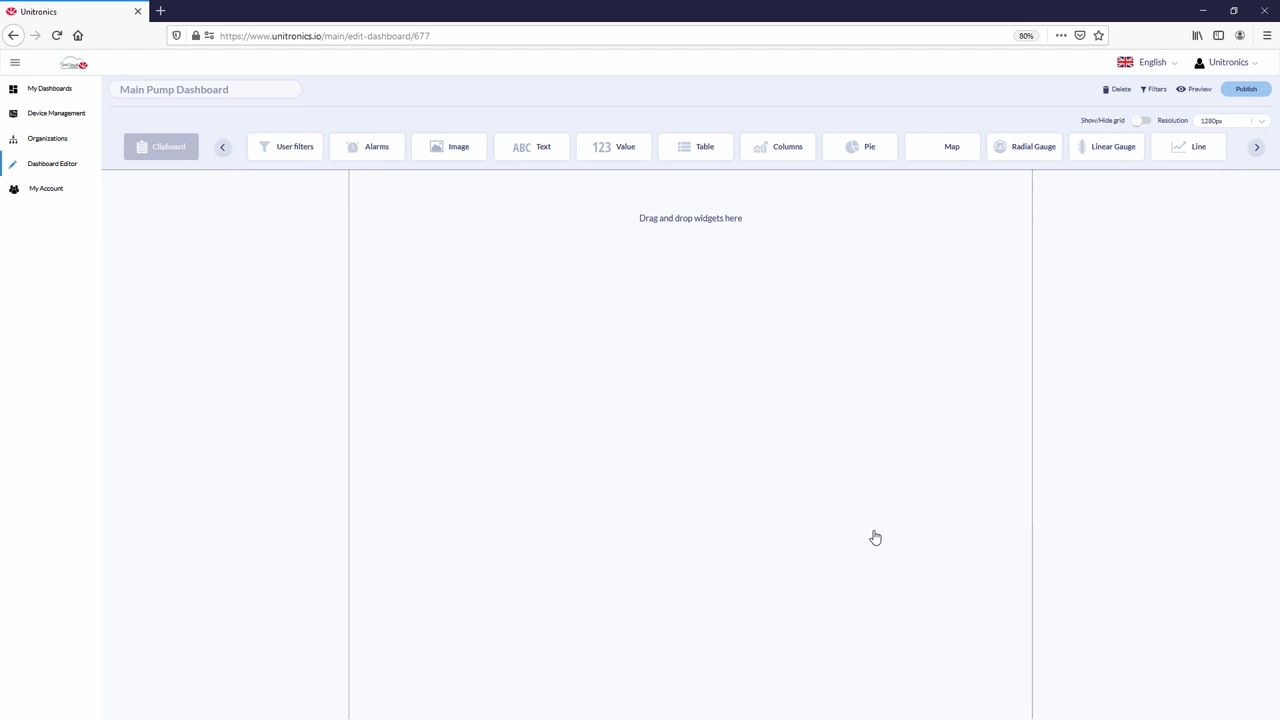 Unitronics
https://www.unitronics.io/main/edit-dashboard/677
80%
English
Unitronics
My Dashboards
Device Management
Organizations
Dashboard Editor
My Account
Main Pump Dashboard
Delete
Filters
Preview
Publish
Show/Hide grid
Resolution
1280px
Clipboard
User filters
Alarms
Image
ABC Text
123 Value
Table
Columns
Pie
Map
Radial Gauge
Linear Gauge
Line
Drag and drop widgets here